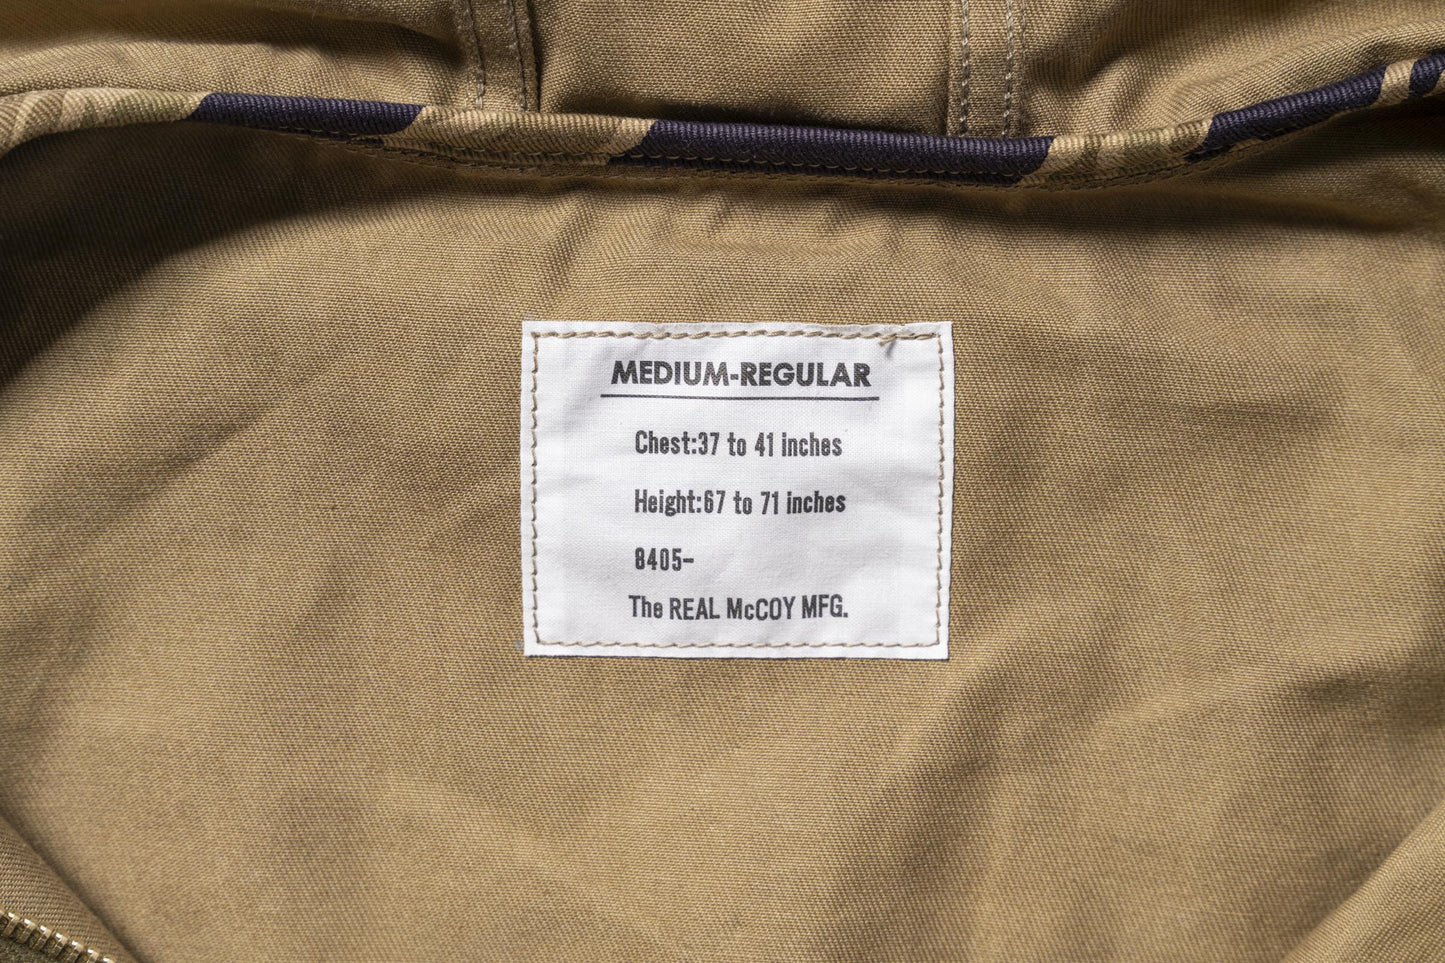 MEDIUM-REGULAR
Chest:37 to 41 inches
Height:67 to 71 inches
8405-
The REAL McCOY MFG.